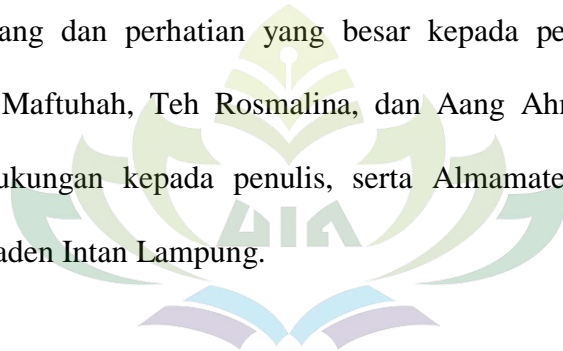 ang dan perhatian yang besar kepada pe
Maftuhah, Teh Rosmalina, dan Aang Ah
ukungan kepada penulis, serta Almamate
aden Intan Lampung.
UIN